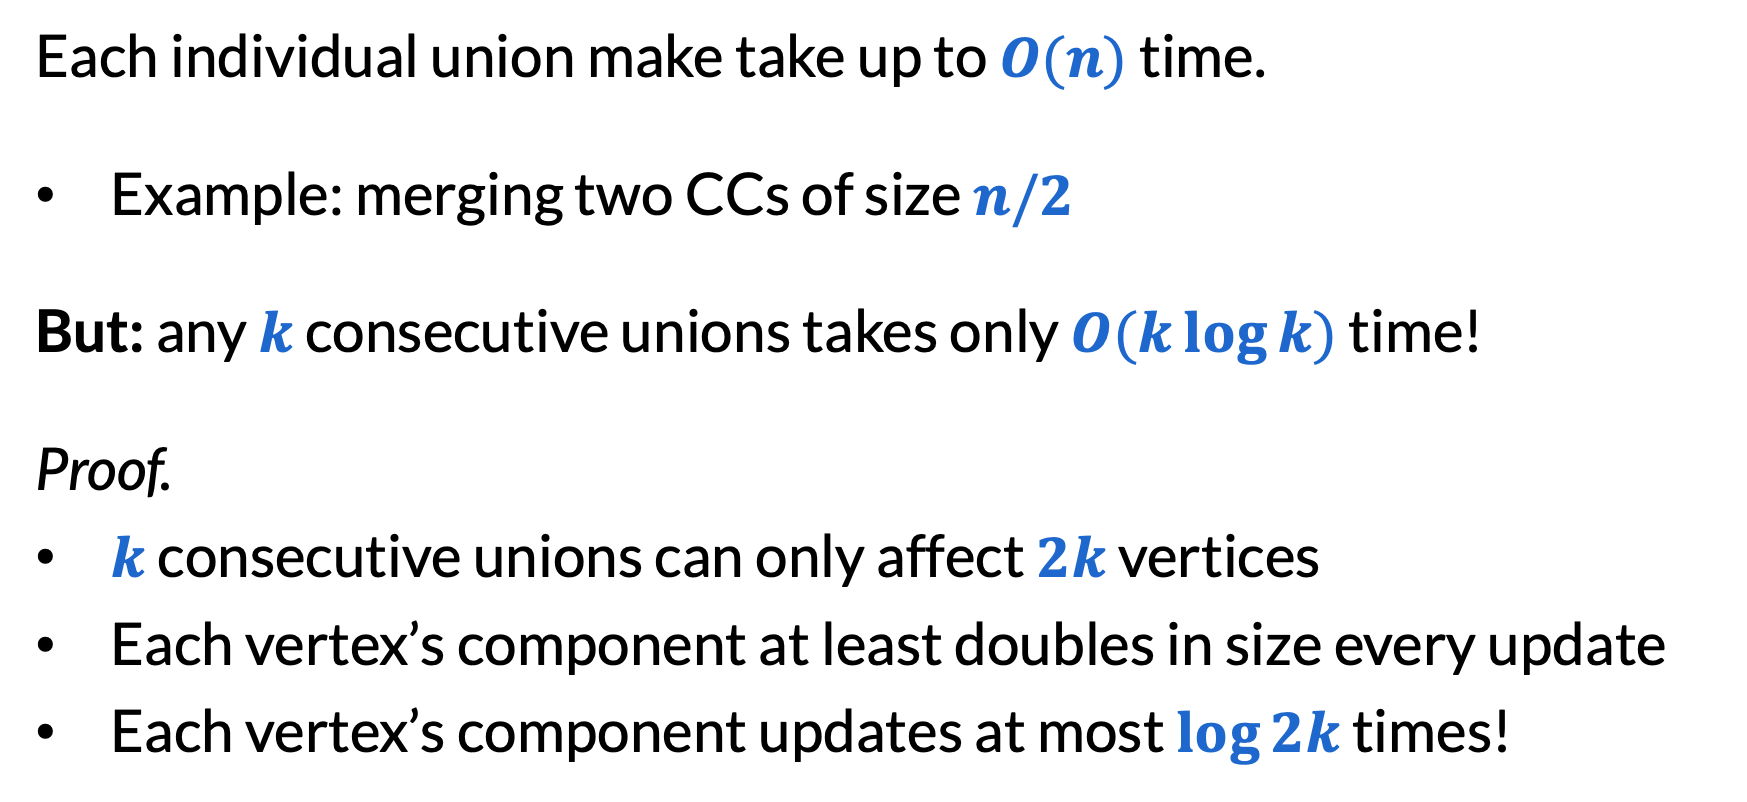 Each individual union make take up to O(n) time.
• Example: merging two CCs of size n/2
But: any k consecutive unions takes only O(k log k) time!
Proof.
• k consecutive unions can only affect 2k vertices
• Each vertex’s component at least doubles in size every update
• Each vertex’s component updates at most log 2k times!